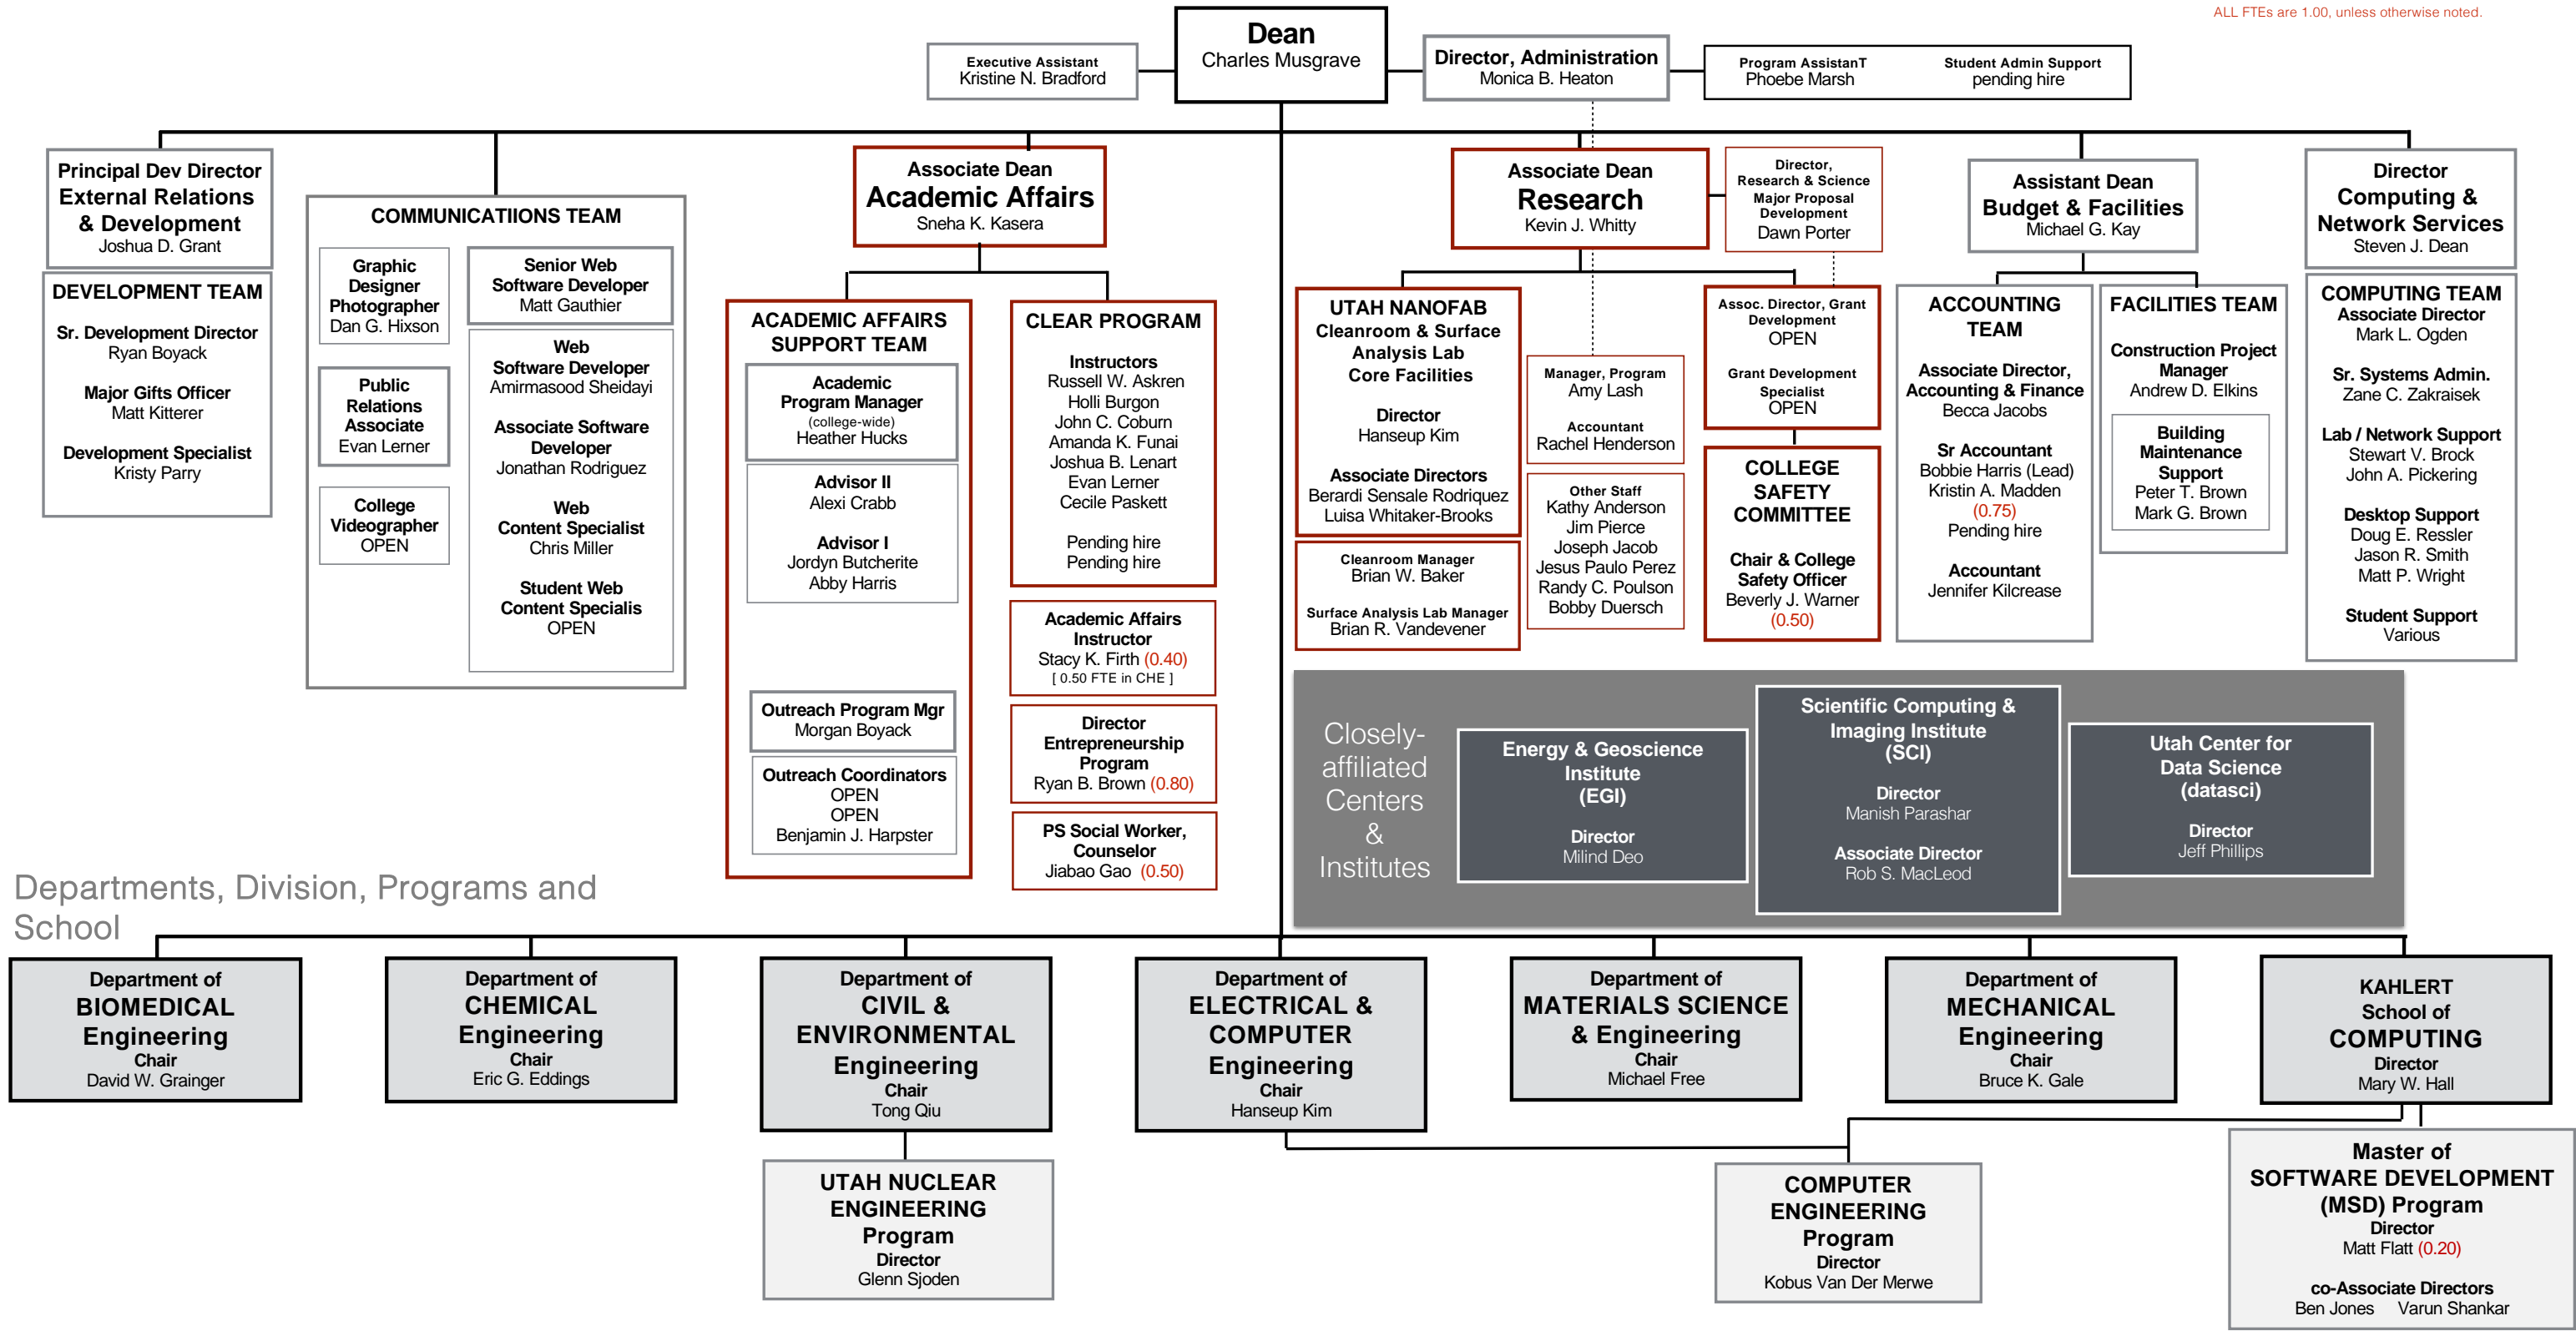 ALL FTEs are 1.00, unless otherwise noted.
Dean
Charles Musgrave
Executive Assistant
Kristine N. Bradford
Director, Administration
Monica B. Heaton
Program AssistanT
Phoebe Marsh
Student Admin Support
pending hire
Principal Dev Director
External Relations
& Development
Joshua D. Grant
DEVELOPMENT TEAM
Sr. Development Director
Ryan Boyack
Major Gifts Officer
Matt Kitterer
Development Specialist
Kristy Parry
COMMUNICATIIONS TEAM
Graphic
Designer
Photographer
Dan G. Hixson
Public
Relations
Associate
Evan Lerner
College
Videographer
OPEN
Senior Web
Software Developer
Matt Gauthier
Web
Software Developer
Amirmasood Sheidayi
Associate Software
Developer
Jonathan Rodriguez
Web
Content Specialist
Chris Miller
Student Web
Content Specialis
OPEN
Associate Dean
Academic Affairs
Sneha K. Kasera
ACADEMIC AFFAIRS
SUPPORT TEAM
Academic
Program Manager
(college-wide)
Heather Hucks
Advisor II
Alexi Crabb
Advisor I
Jordyn Butcherite
Abby Harris
Outreach Program Mgr
Morgan Boyack
Outreach Coordinators
OPEN
OPEN
Benjamin J. Harpster
CLEAR PROGRAM
Instructors
Russell W. Askren
Holli Burgon
John C. Coburn
Amanda K. Funai
Joshua B. Lenart
Evan Lerner
Cecile Paskett
Pending hire
Pending hire
Academic Affairs
Instructor
Stacy K. Firth (0.40)
[ 0.50 FTE in CHE ]
Director
Entrepreneurship
Program
Ryan B. Brown (0.80)
PS Social Worker,
Counselor
Jiabao Gao (0.50)
Associate Dean
Research
Kevin J. Whitty
Director,
Research & Science
Major Proposal
Development
Dawn Porter
UTAH NANOFAB
Cleanroom & Surface
Analysis Lab
Core Facilities
Director
Hanseup Kim
Associate Directors
Berardi Sensale Rodriquez
Luisa Whitaker-Brooks
Cleanroom Manager
Brian W. Baker
Surface Analysis Lab Manager
Brian R. Vandevener
Manager, Program
Amy Lash
Accountant
Rachel Henderson
Other Staff
Kathy Anderson
Jim Pierce
Joseph Jacob
Jesus Paulo Perez
Randy C. Poulson
Bobby Duersch
Assoc. Director, Grant
Development
OPEN
Grant Development
Specialist
OPEN
COLLEGE
SAFETY
COMMITTEE
Chair & College
Safety Officer
Beverly J. Warner
(0.50)
Assistant Dean
Budget & Facilities
Michael G. Kay
ACCOUNTING
TEAM
Associate Director,
Accounting & Finance
Becca Jacobs
Sr Accountant
Bobbie Harris (Lead)
Kristin A. Madden
(0.75)
Pending hire
Accountant
Jennifer Kilcrease
FACILITIES TEAM
Construction Project
Manager
Andrew D. Elkins
Building
Maintenance
Support
Peter T. Brown
Mark G. Brown
Director
Computing &
Network Services
Steven J. Dean
COMPUTING TEAM
Associate Director
Mark L. Ogden
Sr. Systems Admin.
Zane C. Zakraisek
Lab / Network Support
Stewart V. Brock
John A. Pickering
Desktop Support
Doug E. Ressler
Jason R. Smith
Matt P. Wright
Student Support
Various
Closely-
affiliated
Centers
&
Institutes
Energy & Geoscience
Institute
(EGI)
Director
Milind Deo
Scientific Computing &
Imaging Institute
(SCI)
Director
Manish Parashar
Associate Director
Rob S. MacLeod
Utah Center for
Data Science
(datasci)
Director
Jeff Phillips
Departments, Division, Programs and
School
Department of
BIOMEDICAL
Engineering
Chair
David W. Grainger
Department of
CHEMICAL
Engineering
Chair
Eric G. Eddings
Department of
CIVIL &
ENVIRONMENTAL
Engineering
Chair
Tong Qiu
Department of
ELECTRICAL &
COMPUTER
Engineering
Chair
Hanseup Kim
Department of
MATERIALS SCIENCE
& Engineering
Chair
Michael Free
Department of
MECHANICAL
Engineering
Chair
Bruce K. Gale
KAHLERT
School of
COMPUTING
Director
Mary W. Hall
UTAH NUCLEAR
ENGINEERING
Program
Director
Glenn Sjoden
COMPUTER
ENGINEERING
Program
Director
Kobus Van Der Merwe
Master of
SOFTWARE DEVELOPMENT
(MSD) Program
Director
Matt Flatt (0.20)
co-Associate Directors
Ben Jones Varun Shankar